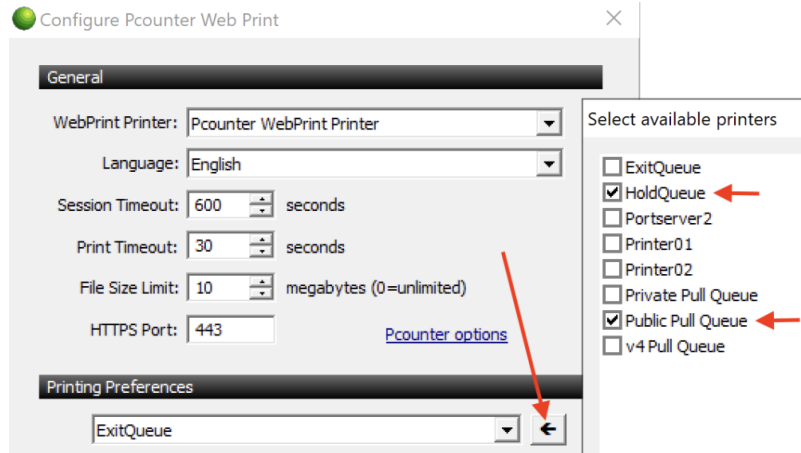 Configure Pcounter Web Print
General
WebPrint Printer: Pcounter WebPrint Printer
Language: English
Session Timeout: 600 seconds
Print Timeout: 30 seconds
File Size Limit: 10 megabytes (0=unlimited)
HTTPS Port: 443 Pcounter options
Printing Preferences
ExitQueue
Select available printers
ExitQueue
HoldQueue
Portserver2
Printer01
Printer02
Private Pull Queue
Public Pull Queue
v4 Pull Queue